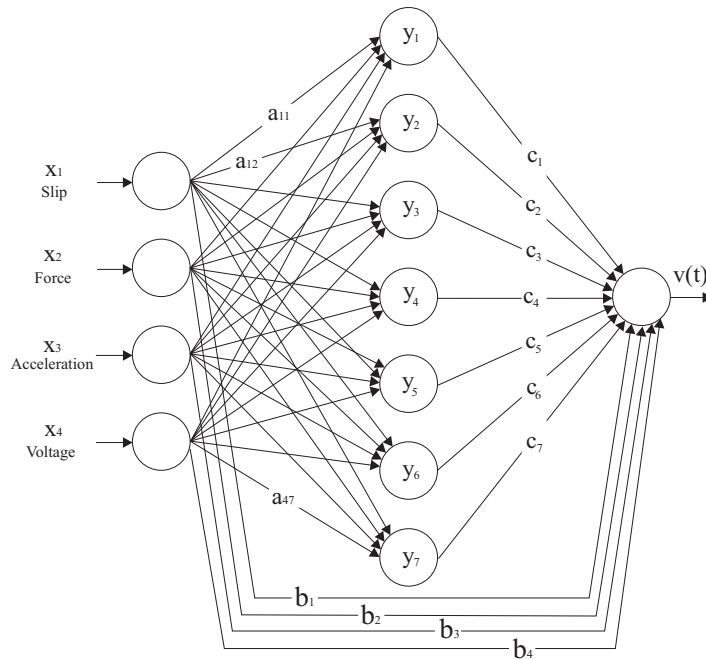 y₁
a₁₁
y₂
a₁₂
c₁
x₁
Slip
c₂
y₃
x₂
Force
c₃
v(t)
y₄
c₄
x₃
Acceleration
c₅
y₅
c₆
x₄
Voltage
c₇
y₆
a₄₇
y₇
b₁
b₂
b₃
b₄